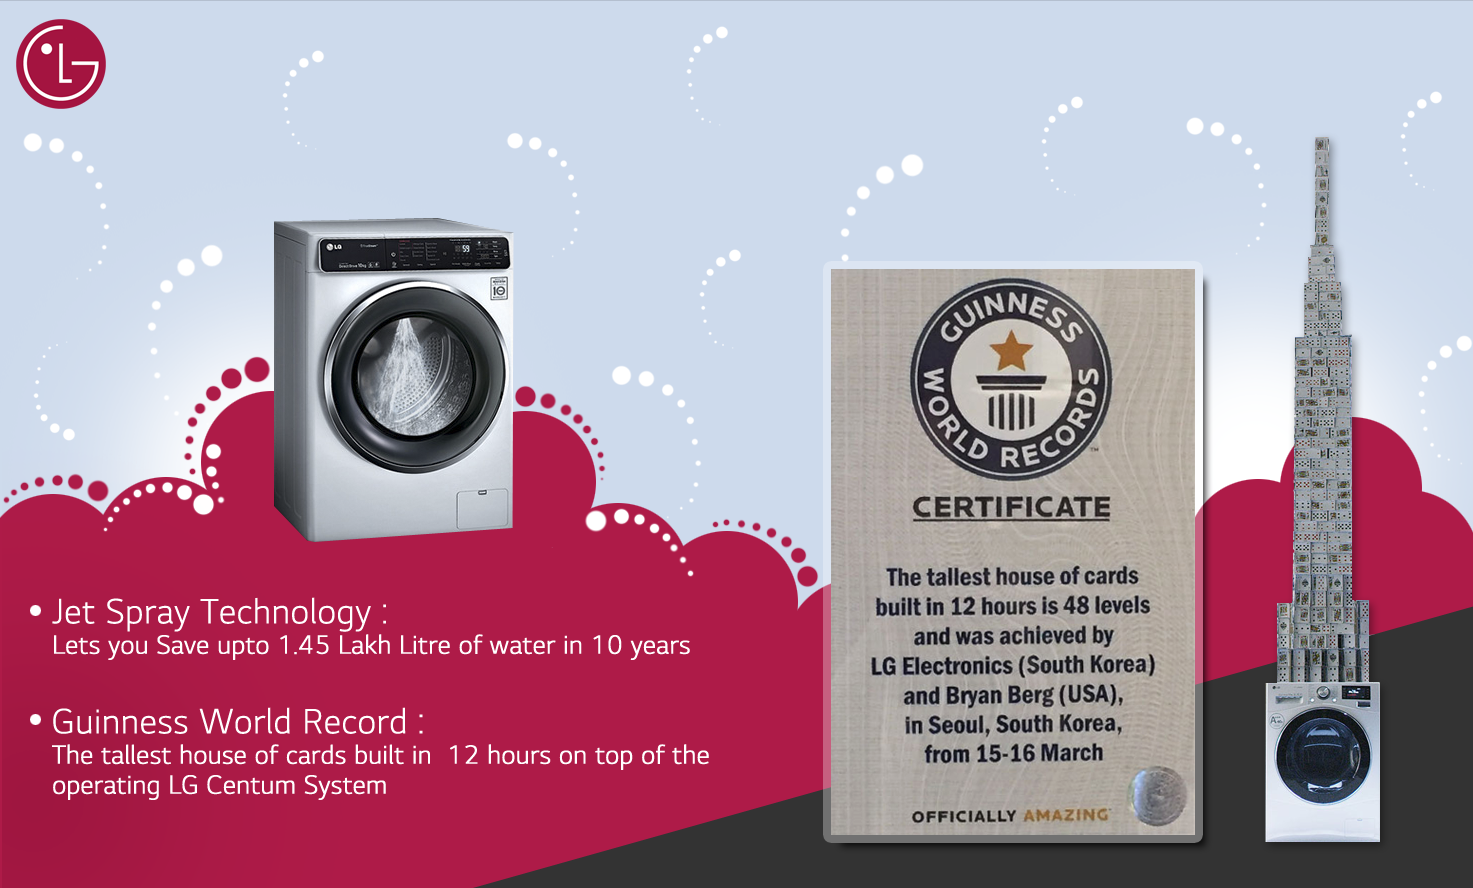 LG
LG
59
• Jet Spray Technology :
Lets you Save upto 1.45 Lakh Litre of water in 10 years
• Guinness World Record :
The tallest house of cards built in 12 hours on top of the
operating LG Centum System
GUINNESS
WORLD RECORDS
™
CERTIFICATE
The tallest house of cards
built in 12 hours is 48 levels
and was achieved by
LG Electronics (South Korea)
and Bryan Berg (USA),
in Seoul, South Korea,
from 15-16 March
OFFICIALLY AMAZING